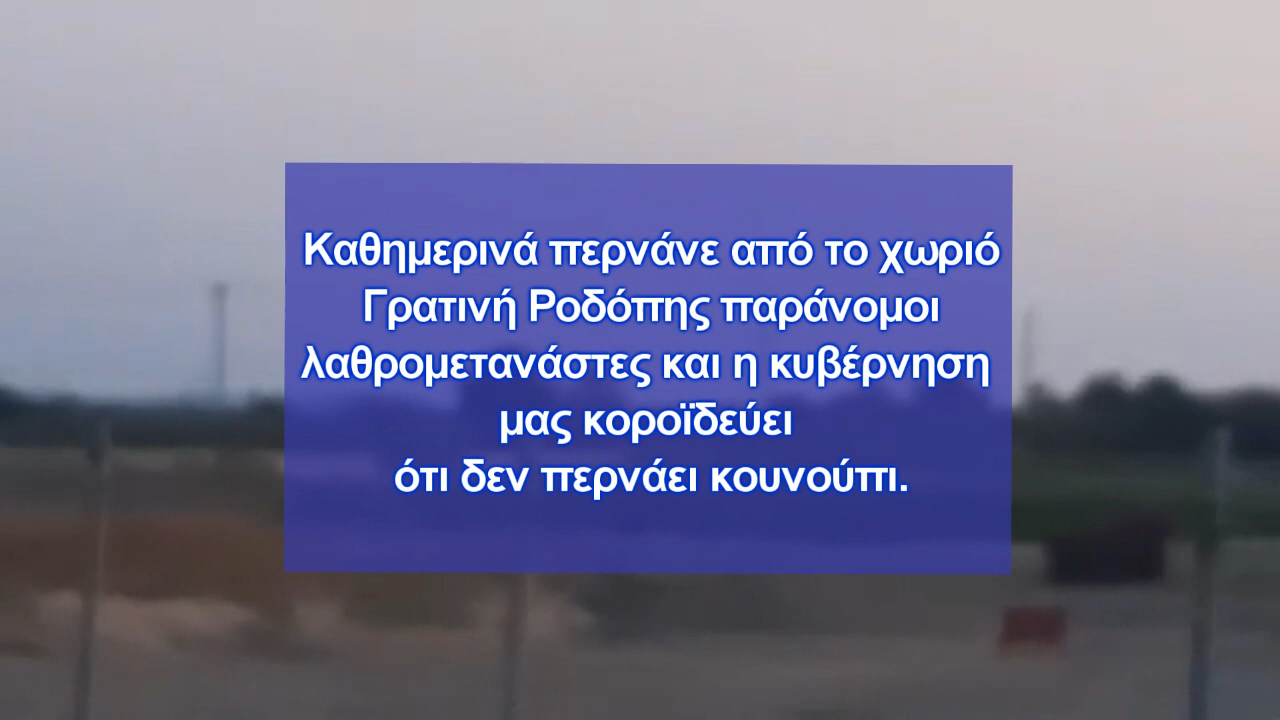 Καθημερινά περνάνε από το χωριό
Γρατινή Ροδόπης παράνομοι
λαθρομετανάστες και η κυβέρνηση
μας κοροϊδεύει
ότι δεν περνάει κουνούπι.